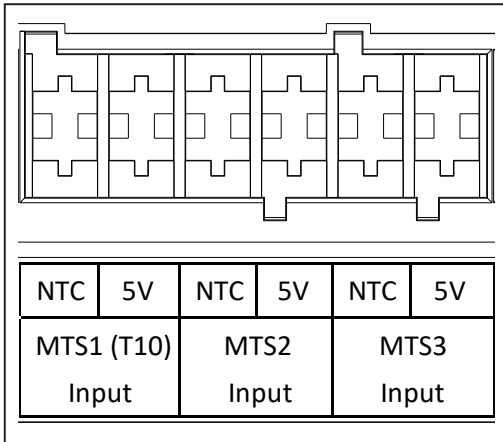 NTC 5V NTC 5V NTC 5V
MTS1 (T10) MTS2 MTS3
Input Input Input